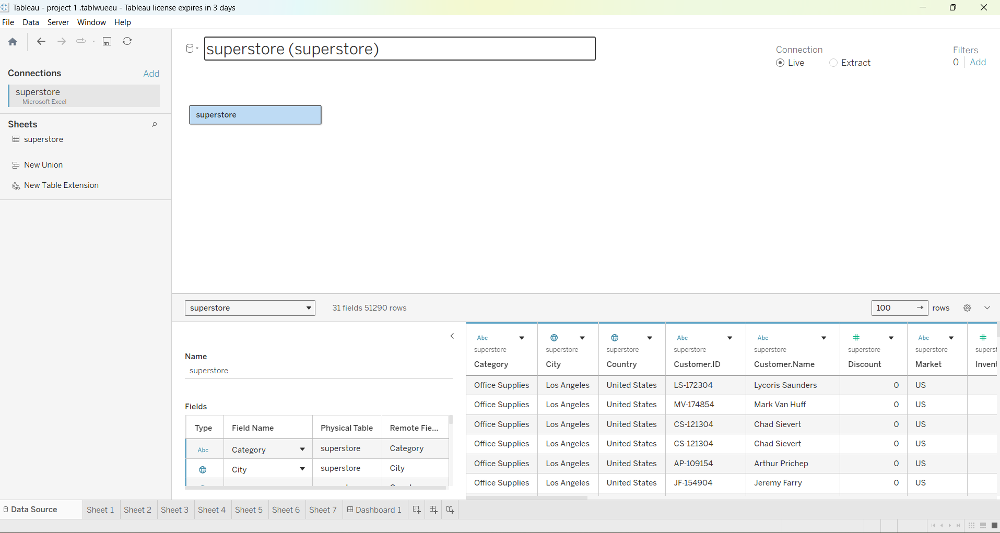 Tableau - project 1 .tablwueeu - Tableau license expires in 3 days
File Data Server Window Help
superstore (superstore)
Connection
Live Extract
Filters
0 Add
Connections Add
superstore
Microsoft Excel
Sheets
superstore
New Union
New Table Extension
superstore
superstore 31 fields 51290 rows 100 → rows
Name
superstore
Fields
Type Field Name Physical Table Remote Fie...
Abc Category superstore Category
City superstore City
Abc Abc Abc # Abc #
superstore superstore superstore superstore superstore superstore superstore superst
Category City Country Customer.ID Customer.Name Discount Market Invent
Office Supplies Los Angeles United States LS-172304 Lycoris Saunders 0 US
Office Supplies Los Angeles United States MV-174854 Mark Van Huff 0 US
Office Supplies Los Angeles United States CS-121304 Chad Sievert 0 US
Office Supplies Los Angeles United States CS-121304 Chad Sievert 0 US
Office Supplies Los Angeles United States AP-109154 Arthur Prichep 0 US
Office Supplies Los Angeles United States JF-154904 Jeremy Farry 0 US
Data Source Sheet 1 Sheet 2 Sheet 3 Sheet 4 Sheet 5 Sheet 6 Sheet 7 Dashboard 1